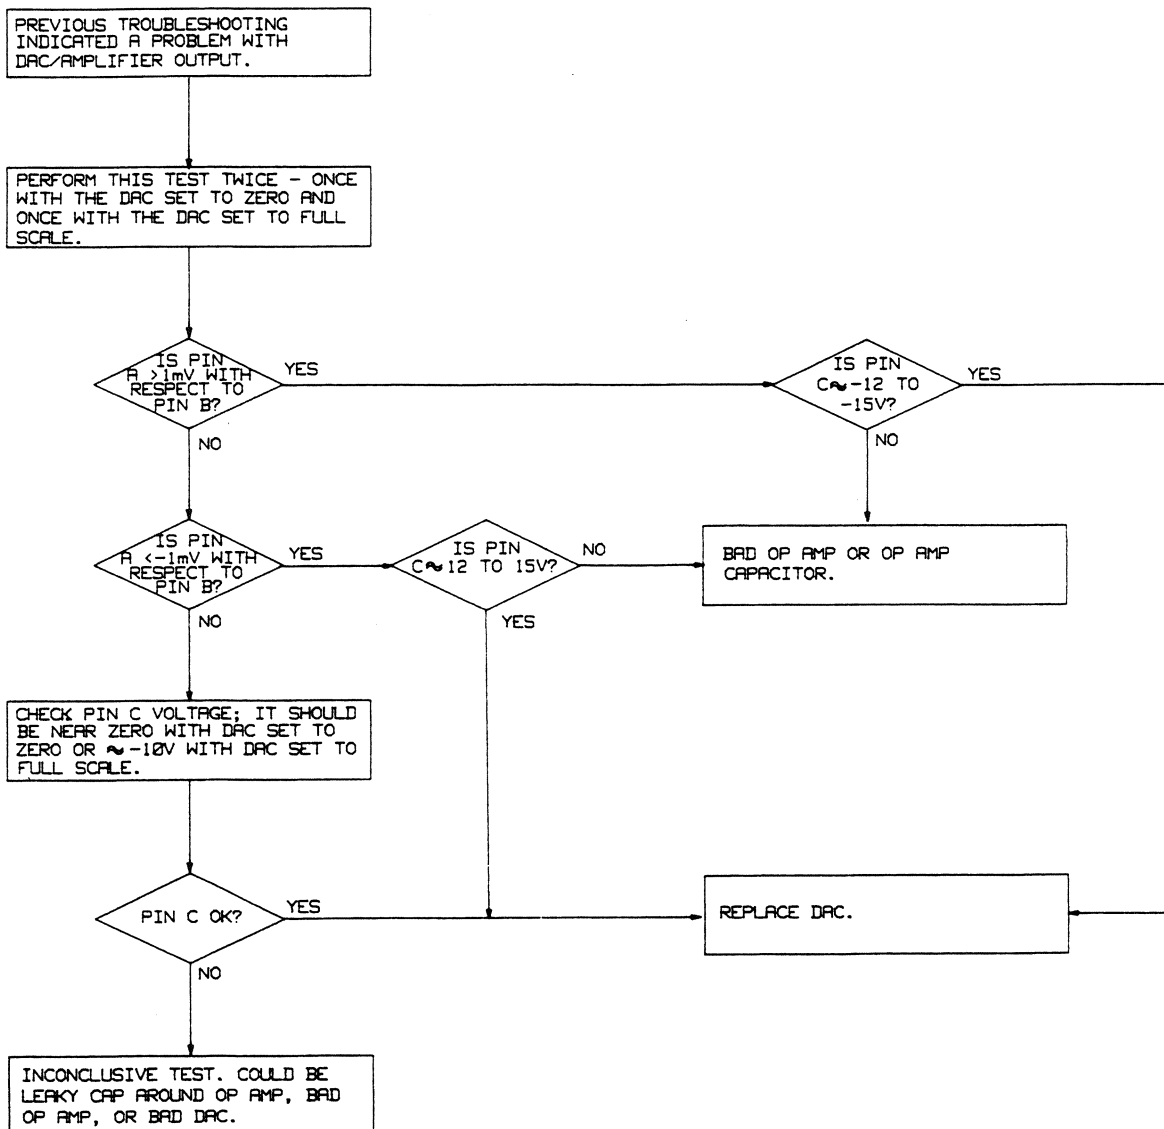 PREVIOUS TROUBLESHOOTING
INDICATED A PROBLEM WITH
DAC/AMPLIFIER OUTPUT.
PERFORM THIS TEST TWICE - ONCE
WITH THE DAC SET TO ZERO AND
ONCE WITH THE DAC SET TO FULL
SCALE.
IS PIN
A >1mV WITH
RESPECT TO
PIN B?
YES
NO
IS PIN
C≈-12 TO
-15V?
YES
NO
IS PIN
A <-1mV WITH
RESPECT TO
PIN B?
YES
NO
IS PIN
C≈12 TO 15V?
NO
YES
BAD OP AMP OR OP AMP
CAPACITOR.
CHECK PIN C VOLTAGE; IT SHOULD
BE NEAR ZERO WITH DAC SET TO
ZERO OR ≈-10V WITH DAC SET TO
FULL SCALE.
PIN C OK?
YES
NO
REPLACE DAC.
INCONCLUSIVE TEST. COULD BE
LEAKY CAP AROUND OP AMP, BAD
OP AMP, OR BAD DAC.